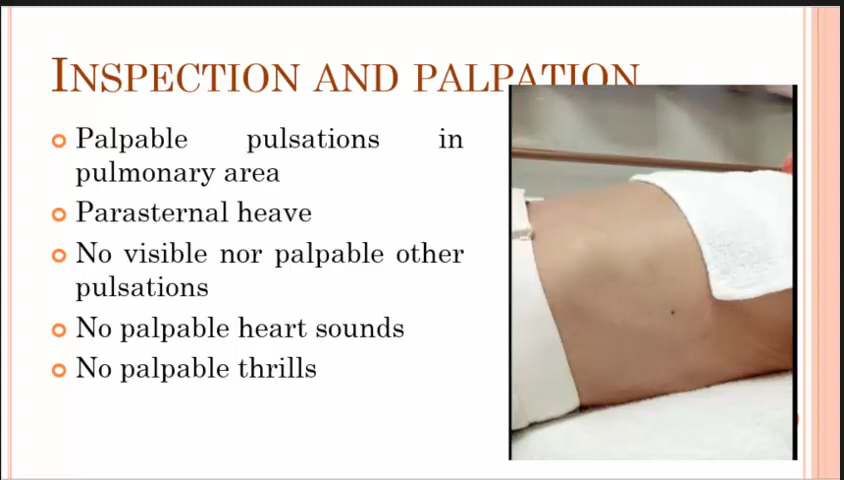 INSPECTION AND PALPATION
Palpable pulsations in
pulmonary area
Parasternal heave
No visible nor palpable other
pulsations
No palpable heart sounds
No palpable thrills